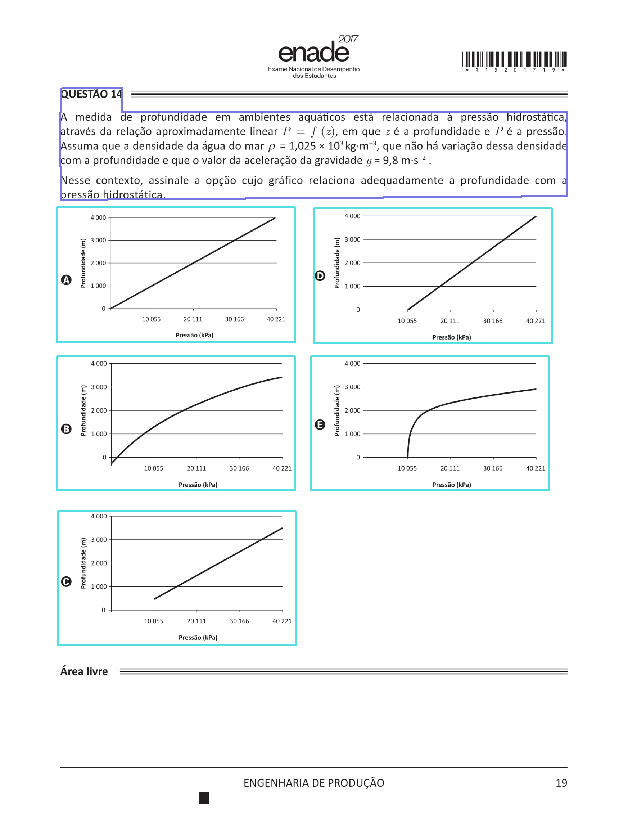 enade 2017
Exame Nacional de Desempenho
dos Estudantes
*R1520171 9*
QUESTÃO 14
A medida de profundidade em ambientes aquáticos está relacionada à pressão hidrostática,
através da relação aproximadamente linear P = f (z), em que z é a profundidade e P é a pressão.
Assuma que a densidade da água do mar ρ = 1,025 × 10³ kg·m⁻³, que não há variação dessa densidade
com a profundidade e que o valor da aceleração da gravidade g = 9,8 m·s⁻² .
Nesse contexto, assinale a opção cujo gráfico relaciona adequadamente a profundidade com a
pressão hidrostática.
A
Profundidade (m)
4 000
3 000
2 000
1 000
0
10 055 20 111 30 166 40 221
Pressão (kPa)
B
Profundidade (m)
4 000
3 000
2 000
1 000
0
10 055 20 111 30 166 40 221
Pressão (kPa)
C
Profundidade (m)
4 000
3 000
2 000
1 000
0
10 055 20 111 30 166 40 221
Pressão (kPa)
D
Profundidade (m)
4 000
3 000
2 000
1 000
0
10 055 20 111 30 166 40 221
Pressão (kPa)
E
Profundidade (m)
4 000
3 000
2 000
1 000
0
10 055 20 111 30 166 40 221
Pressão (kPa)
Área livre
ENGENHARIA DE PRODUÇÃO 19